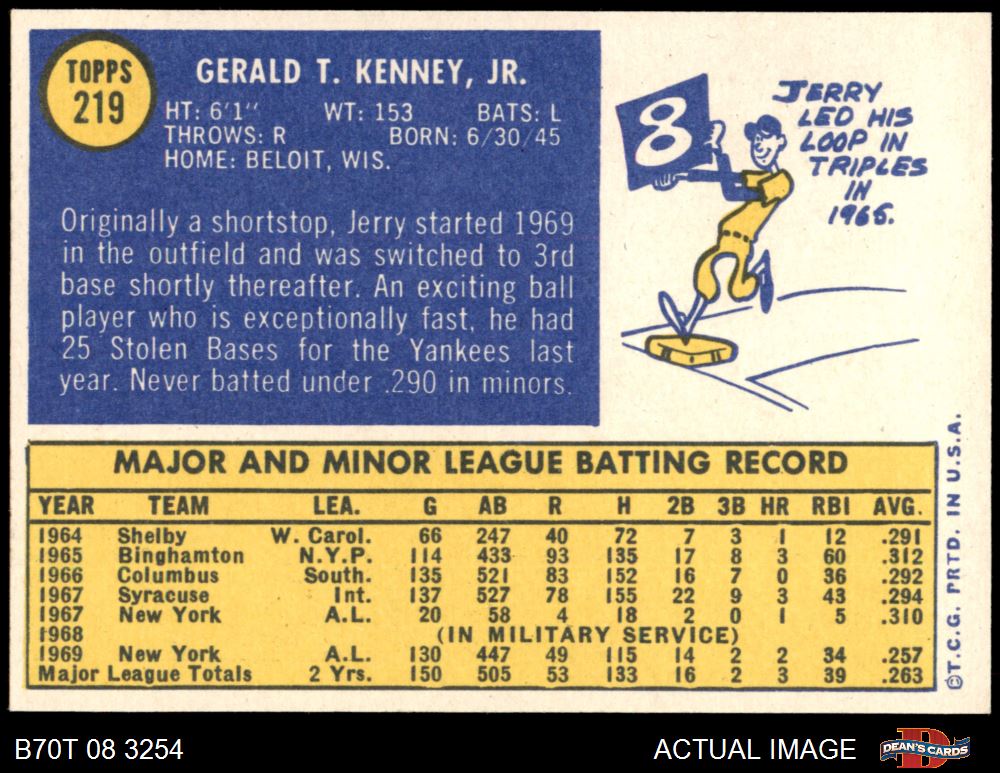 TOPPS
219
GERALD T. KENNEY, JR.
HT: 6'1" WT: 153 BATS: L
THROWS: R BORN: 6/30/45
HOME: BELOIT, WIS.
Originally a shortstop, Jerry started 1969
in the outfield and was switched to 3rd
base shortly thereafter. An exciting ball
player who is exceptionally fast, he had
25 Stolen Bases for the Yankees last
year. Never batted under .290 in minors.
8
JERRY
LED HIS
LOOP IN
TRIPLES
IN
1965.
MAJOR AND MINOR LEAGUE BATTING RECORD
YEAR TEAM LEA. G AB R H 2B 3B HR RBI AVG.
1964 Shelby W. Carol. 66 247 40 72 7 3 1 12 .291
1965 Binghamton N.Y.P. 114 433 93 135 17 8 3 60 .312
1966 Columbus South. 135 521 83 152 16 7 0 36 .292
1967 Syracuse Int. 137 527 78 155 22 9 3 43 .294
1967 New York A.L. 20 58 4 18 2 0 1 5 .310
1968 (IN MILITARY SERVICE)
1969 New York A.L. 130 447 49 115 14 2 2 34 .257
Major League Totals 2 Yrs. 150 505 53 133 16 2 3 39 .263
©T.C.G. PRTD. IN U.S.A.
B70T 08 3254 ACTUAL IMAGE DEAN'S CARDS